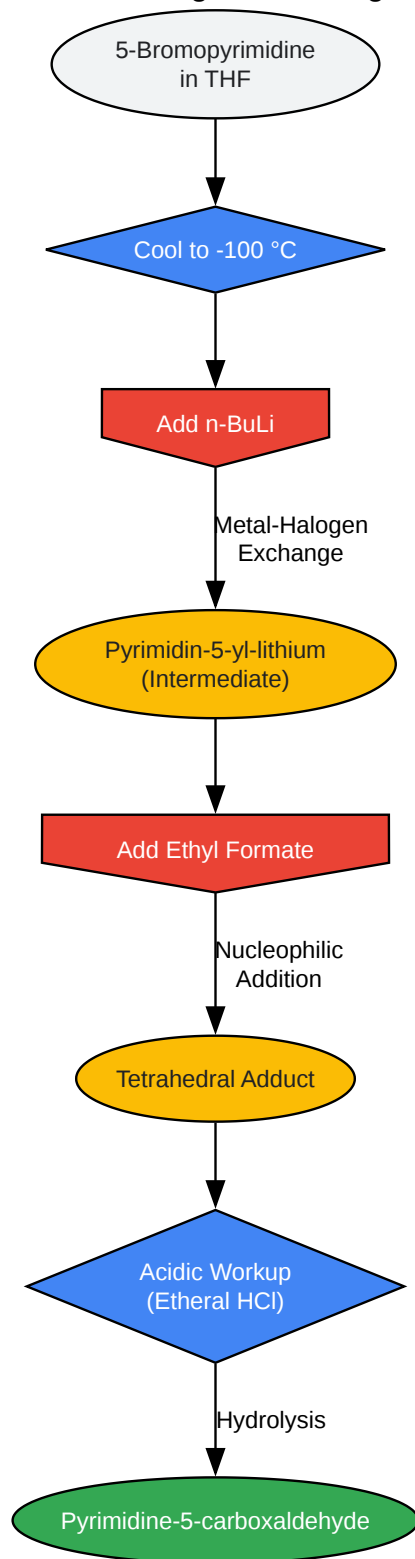 5-Bromopyrimidine
in THF
Cool to -100 °C
Add n-BuLi
Metal-Halogen
Exchange
Pyrimidin-5-yl-lithium
(Intermediate)
Add Ethyl Formate
Nucleophilic
Addition
Tetrahedral Adduct
Acidic Workup
(Etheral HCl)
Hydrolysis
Pyrimidine-5-carboxaldehyde